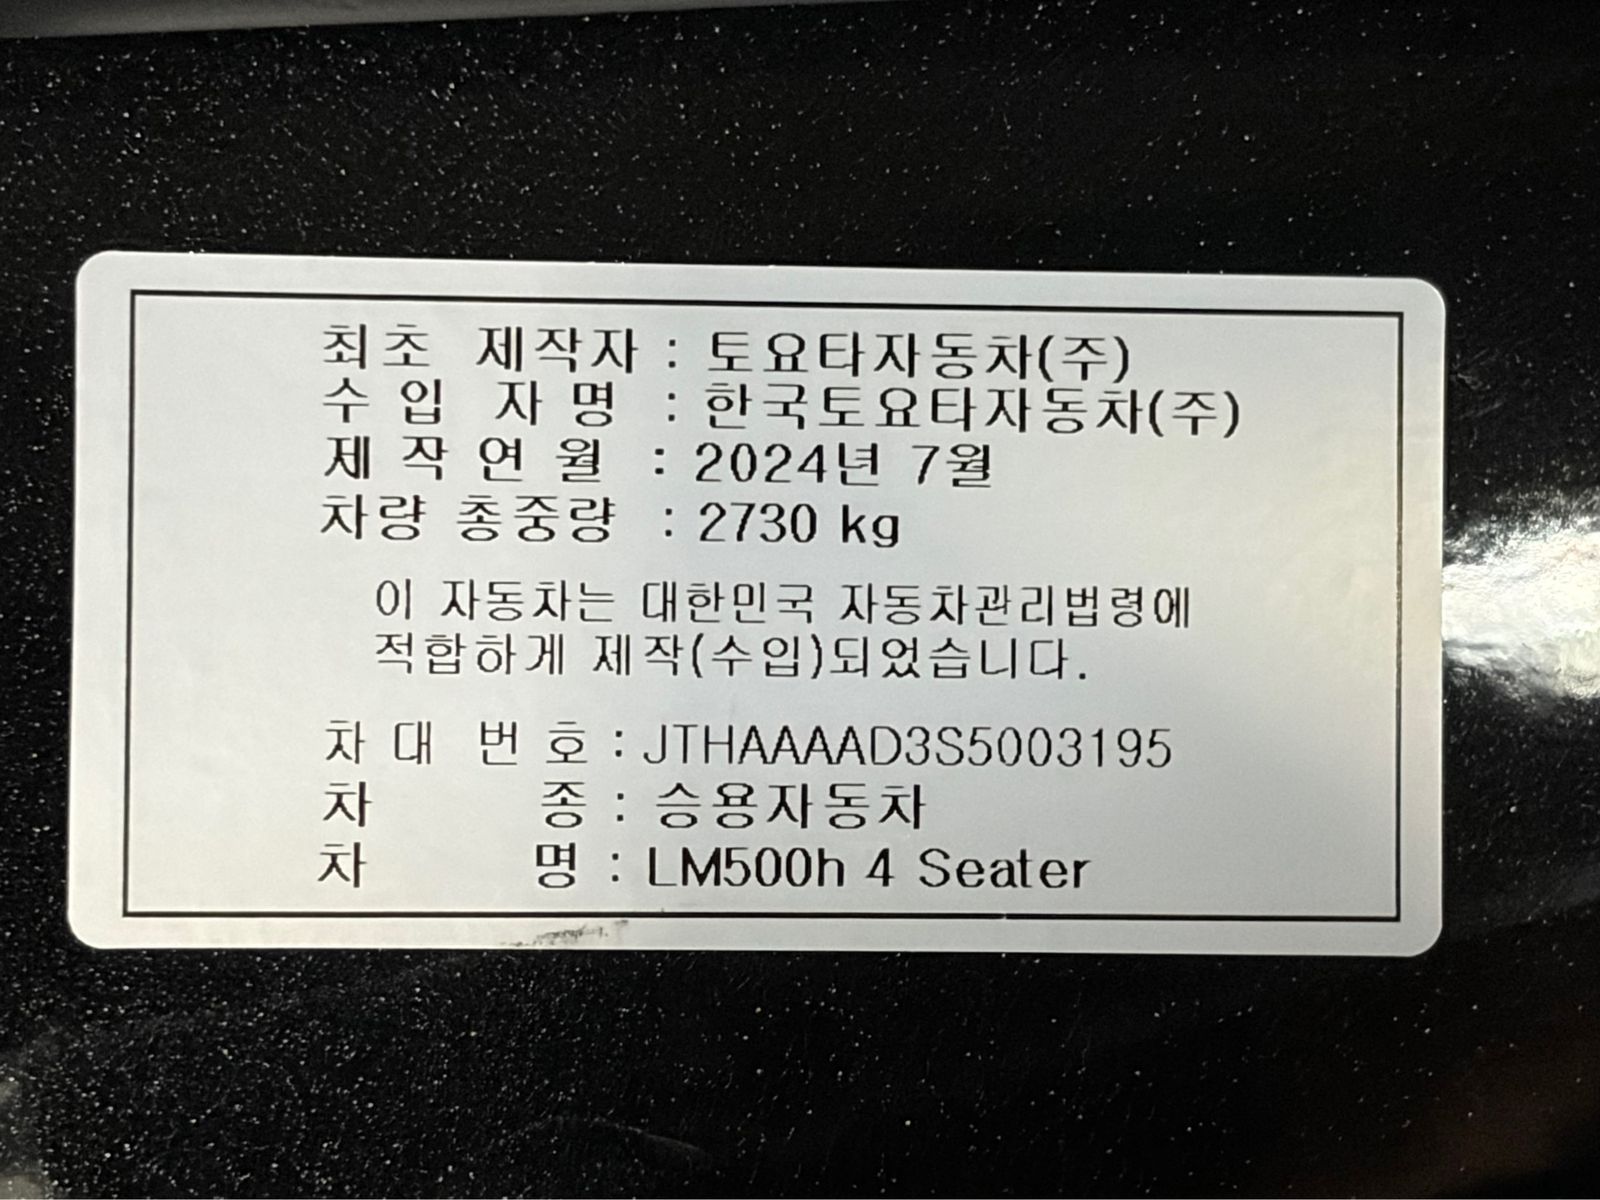 최초 제작자 : 토요타자동차(주)
수 입 자 명 : 한국토요타자동차(주)
제 작 연 월 : 2024년 7월
차량 총중량 : 2730 kg
이 자동차는 대한민국 자동차관리법령에
적합하게 제작(수입)되었습니다.
차 대 번 호 : JTHAAAAD3S5003195
차 종 : 승용자동차
차 명 : LM500h 4 Seater